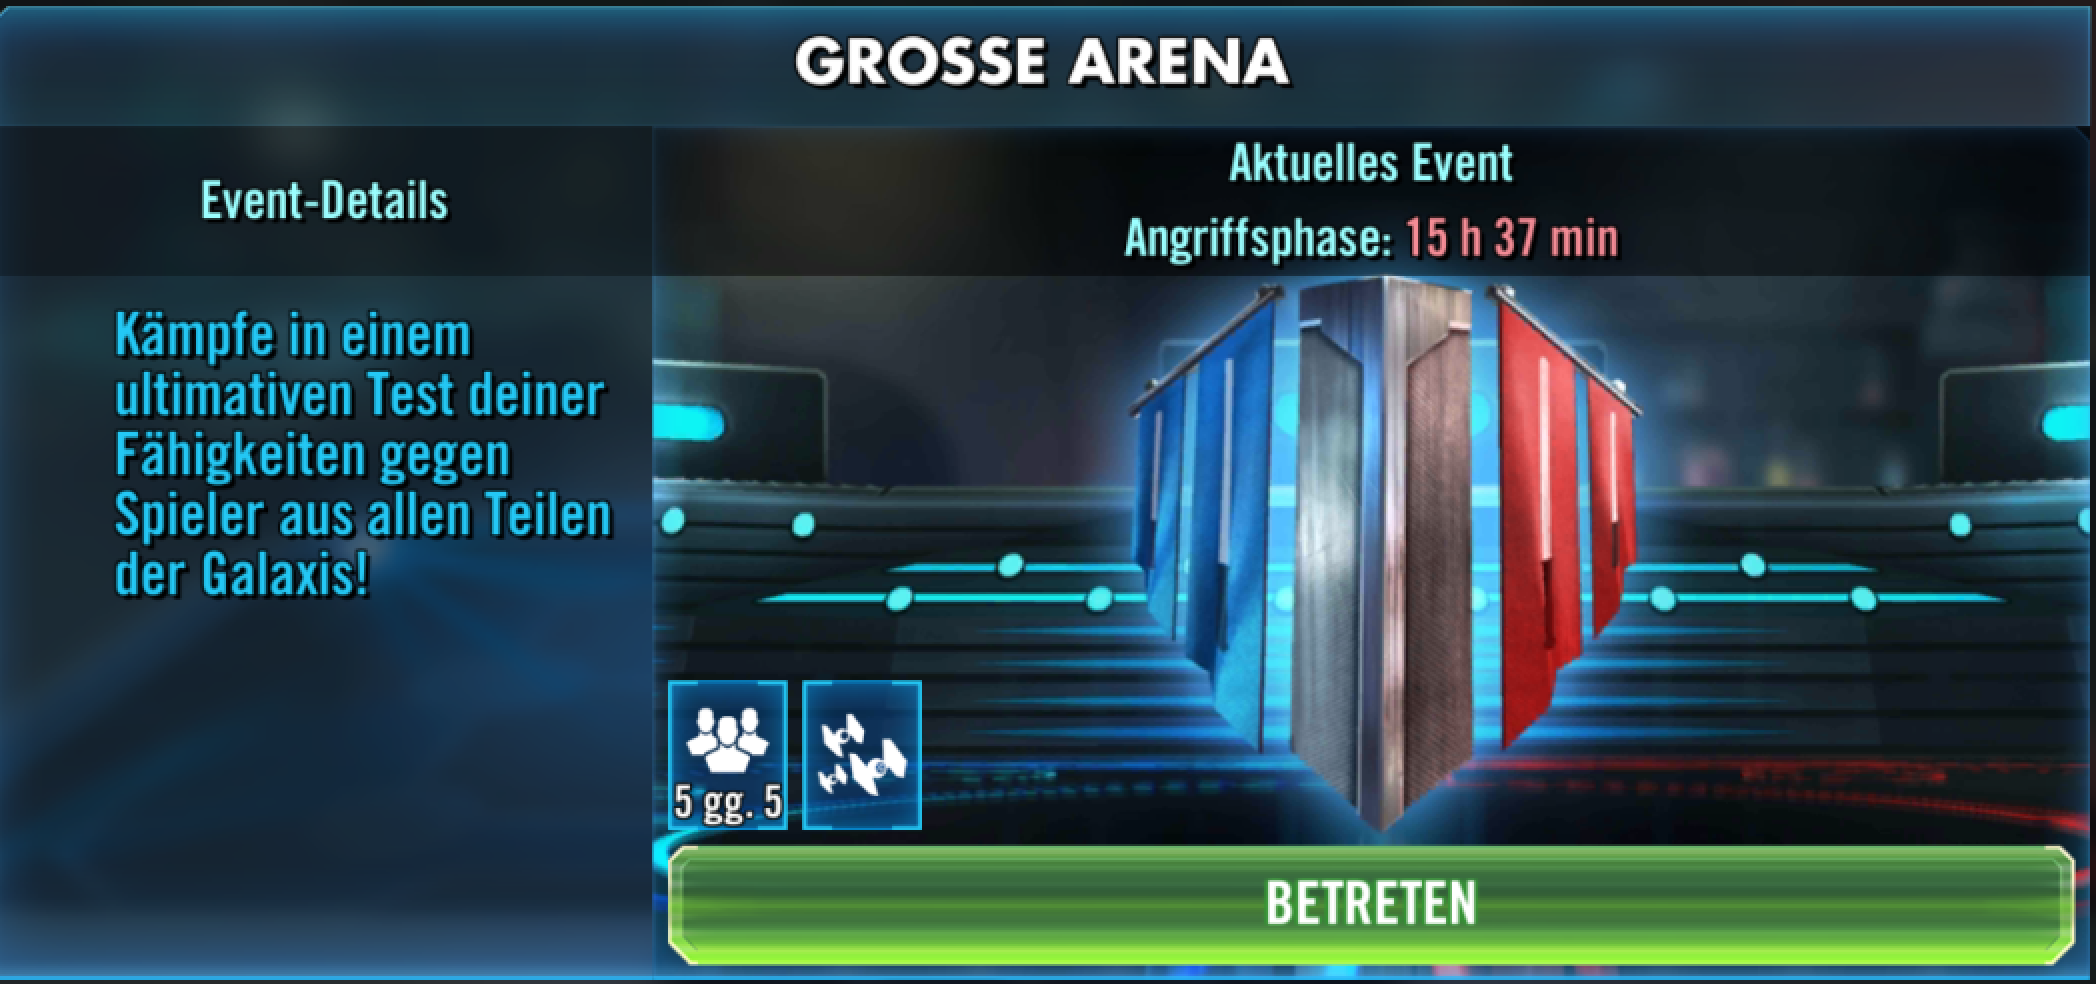 GROSSE ARENA
Event-Details
Kämpfe in einem
ultimativen Test deiner
Fähigkeiten gegen
Spieler aus allen Teilen
der Galaxis!
Aktuelles Event
Angriffsphase: 15 h 37 min
5 gg. 5
BETRETEN